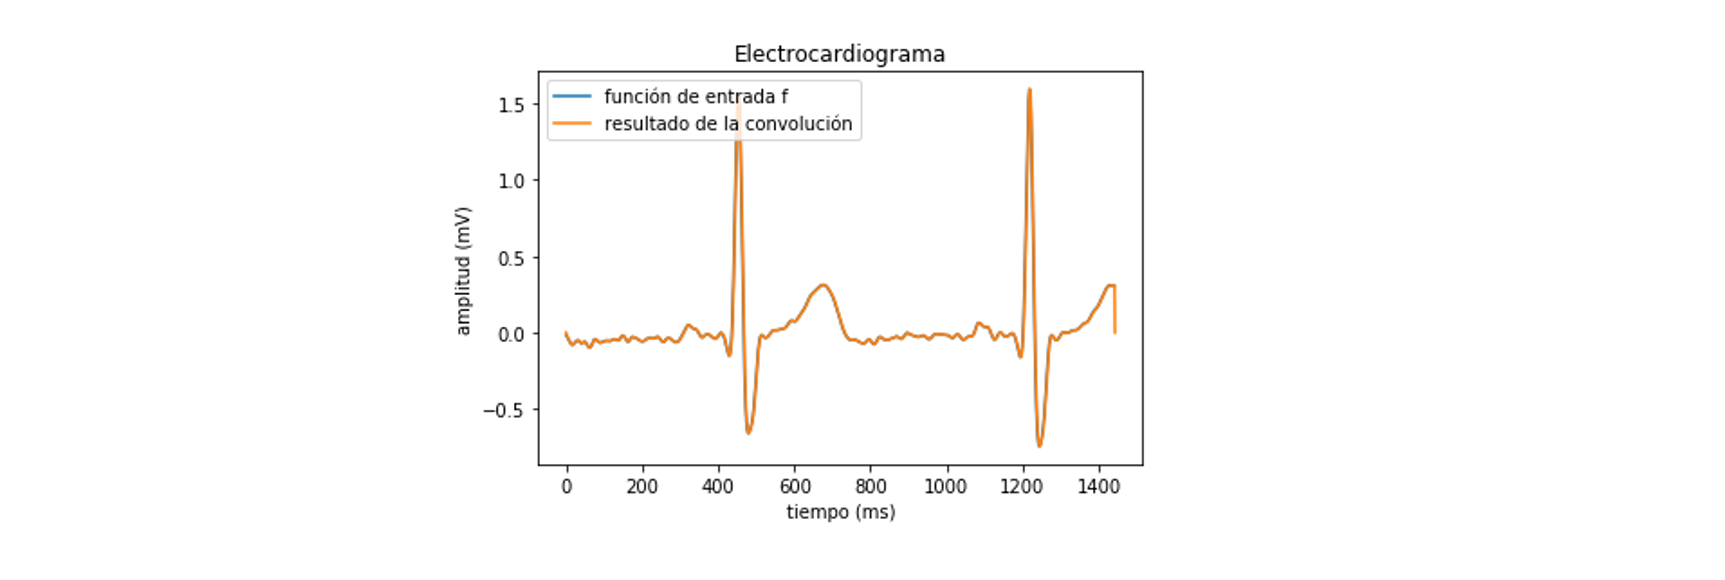 Electrocardiograma
función de entrada f
resultado de la convolución
1.5
1.0
0.5
0.0
−0.5
amplitud (mV)
0 200 400 600 800 1000 1200 1400
tiempo (ms)